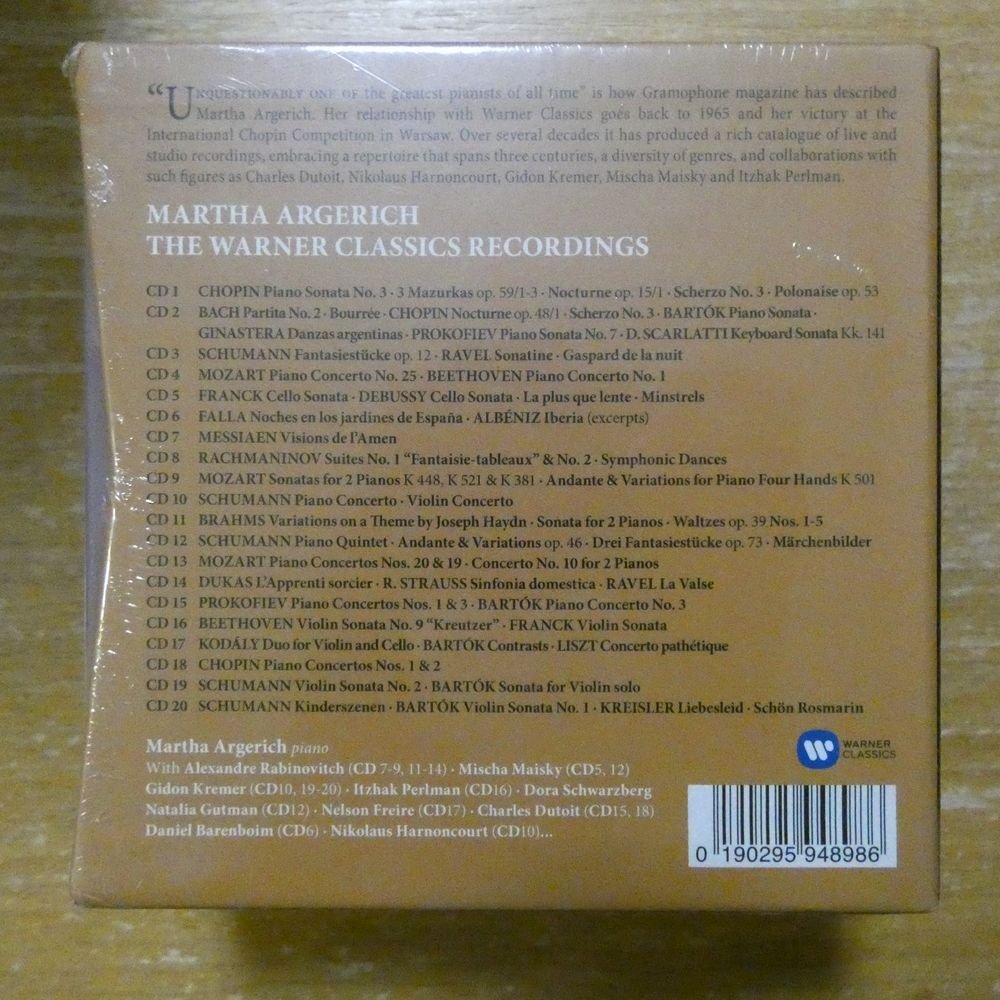 “UNQUESTIONABLY ONE OF the greatest pianists of all time” is how Gramophone magazine has described
Martha Argerich. Her relationship with Warner Classics goes back to 1965 and her victory at the
International Chopin Competition in Warsaw. Over several decades it has produced a rich catalogue of live and
studio recordings, embracing a repertoire that spans three centuries, a diversity of genres, and collaborations with
such figures as Charles Dutoit, Nikolaus Harnoncourt, Gidon Kremer, Mischa Maisky and Itzhak Perlman.
MARTHA ARGERICH
THE WARNER CLASSICS RECORDINGS
CD 1 CHOPIN Piano Sonata No. 3 · 3 Mazurkas op. 59/1-3 · Nocturne op. 15/1 · Scherzo No. 3 · Polonaise op. 53
CD 2 BACH Partita No. 2 · Bourrée · CHOPIN Nocturne op. 48/1 · Scherzo No. 3 · BARTÓK Piano Sonata ·
GINASTERA Danzas argentinas · PROKOFIEV Piano Sonata No. 7 · D. SCARLATTI Keyboard Sonata Kk. 141
CD 3 SCHUMANN Fantasiestücke op. 12 · RAVEL Sonatine · Gaspard de la nuit
CD 4 MOZART Piano Concerto No. 25 · BEETHOVEN Piano Concerto No. 1
CD 5 FRANCK Cello Sonata · DEBUSSY Cello Sonata · La plus que lente · Minstrels
CD 6 FALLA Noches en los jardines de España · ALBÉNIZ Iberia (excerpts)
CD 7 MESSIAEN Visions de l’Amen
CD 8 RACHMANINOV Suites No. 1 “Fantaisie-tableaux” & No. 2 · Symphonic Dances
CD 9 MOZART Sonatas for 2 Pianos K 448, K 521 & K 381 · Andante & Variations for Piano Four Hands K 501
CD 10 SCHUMANN Piano Concerto · Violin Concerto
CD 11 BRAHMS Variations on a Theme by Joseph Haydn · Sonata for 2 Pianos · Waltzes op. 39 Nos. 1-5
CD 12 SCHUMANN Piano Quintet · Andante & Variations op. 46 · Drei Fantasiestücke op. 73 · Märchenbilder
CD 13 MOZART Piano Concertos Nos. 20 & 19 · Concerto No. 10 for 2 Pianos
CD 14 DUKAS L’Apprenti sorcier · R. STRAUSS Sinfonia domestica · RAVEL La Valse
CD 15 PROKOFIEV Piano Concertos Nos. 1 & 3 · BARTÓK Piano Concerto No. 3
CD 16 BEETHOVEN Violin Sonata No. 9 “Kreutzer” · FRANCK Violin Sonata
CD 17 KODÁLY Duo for Violin and Cello · BARTÓK Contrasts · LISZT Concerto pathétique
CD 18 CHOPIN Piano Concertos Nos. 1 & 2
CD 19 SCHUMANN Violin Sonata No. 2 · BARTÓK Sonata for Violin solo
CD 20 SCHUMANN Kinderszenen · BARTÓK Violin Sonata No. 1 · KREISLER Liebesleid · Schön Rosmarin
Martha Argerich piano
With Alexandre Rabinovitch (CD 7-9, 11-14) · Mischa Maisky (CD5, 12)
Gidon Kremer (CD10, 19-20) · Itzhak Perlman (CD16) · Dora Schwarzberg
Natalia Gutman (CD12) · Nelson Freire (CD17) · Charles Dutoit (CD15, 18)
Daniel Barenboim (CD6) · Nikolaus Harnoncourt (CD10)...
WARNER
CLASSICS
0 190295 948986